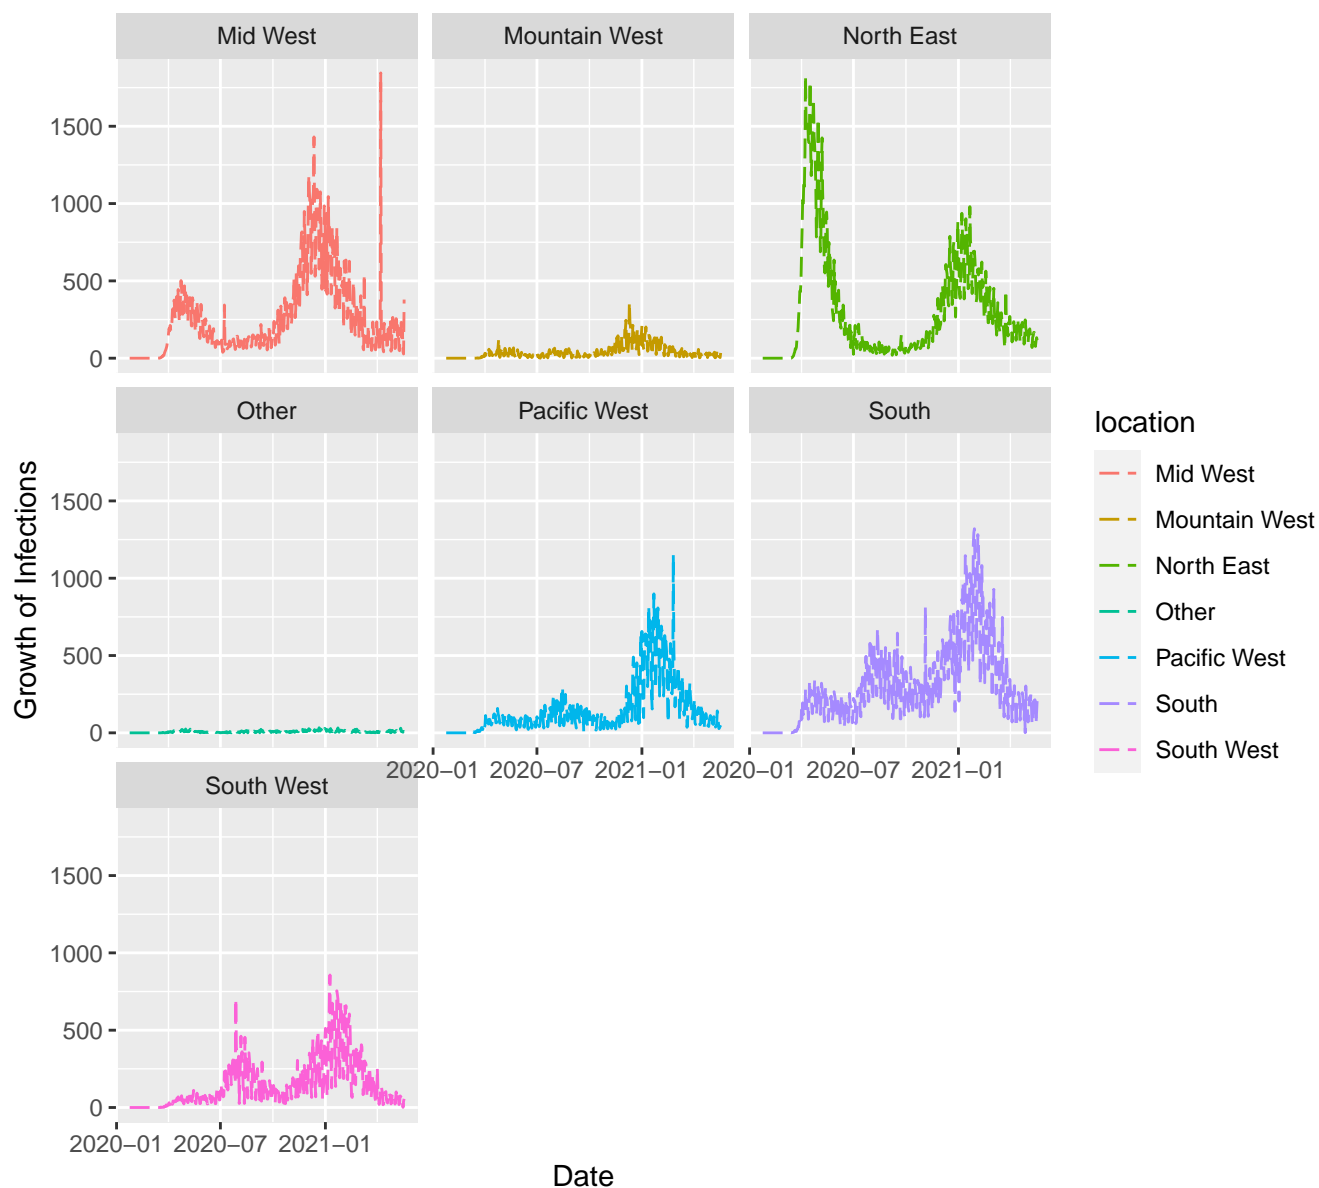 Mid West
Mountain West
North East
1500
1000
500
0
Other
Pacific West
South
1500
1000
500
0
2020−01 2020−07 2021−01
2020−01 2020−07 2021−01
South West
1500
1000
500
0
2020−01 2020−07 2021−01
Date
Growth of Infections
location
Mid West
Mountain West
North East
Other
Pacific West
South
South West